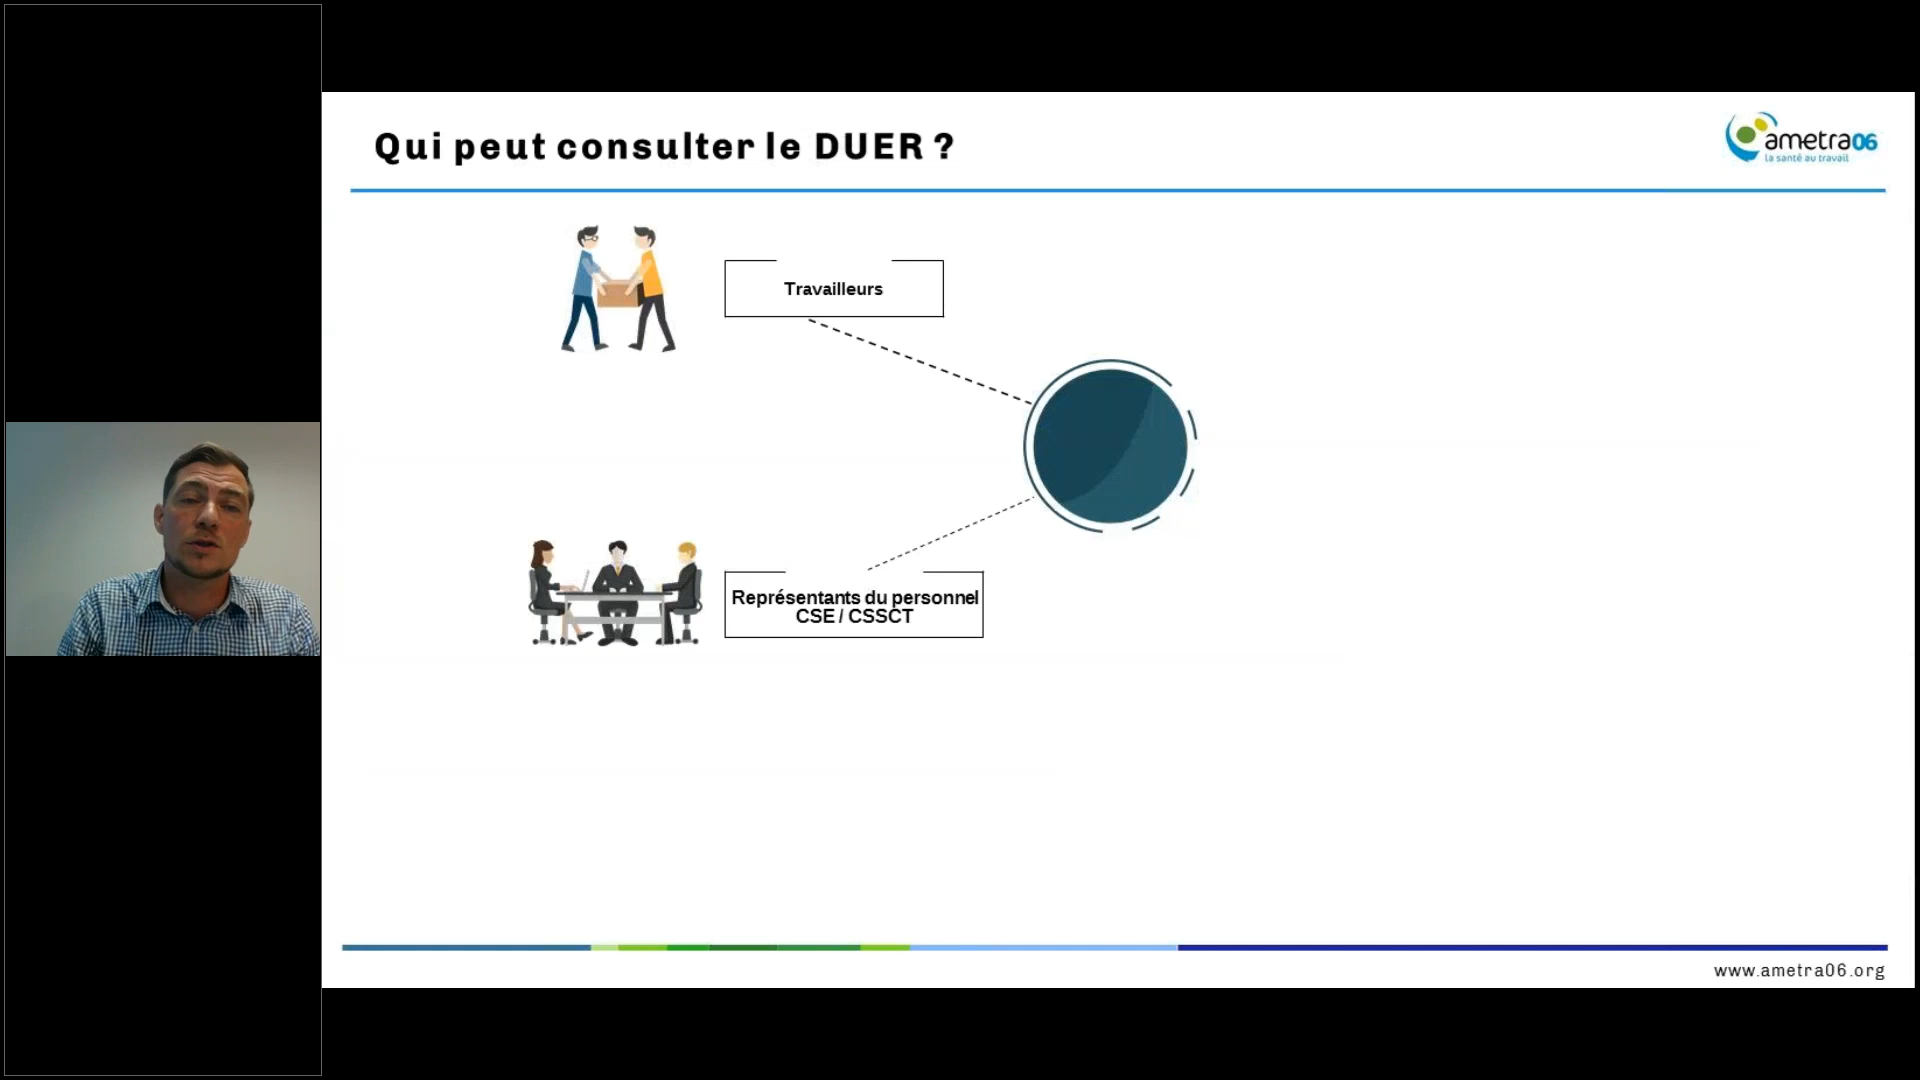 Qui peut consulter le DUER ?
ametra06
la santé au travail
Travailleurs
Représentants du personnel
CSE / CSSCT
www.ametra06.org